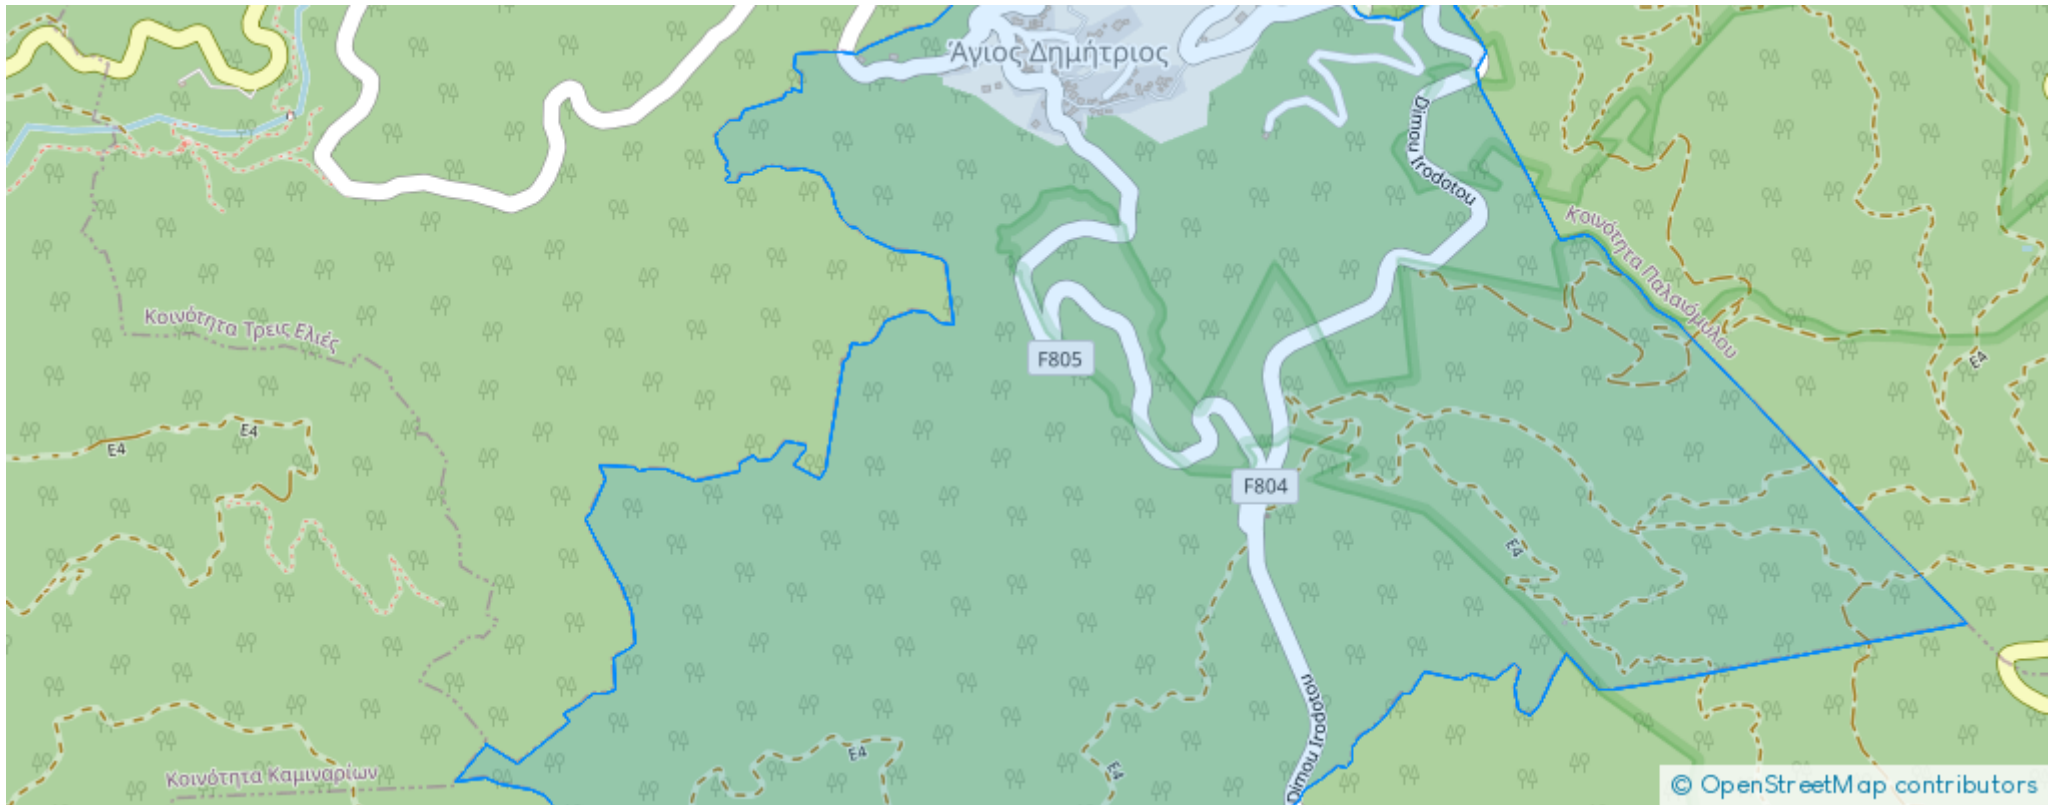 Άγιος Δημήτριος
Dimou Irodotou
Κοινότητα Παλαιόμυλου
Κοινότητα Τρεις Ελιές
F805
E4
E4
E4
F804
E4
Dimou Irodotou
E4
E4
Κοινότητα Καμιναρίων
© OpenStreetMap contributors